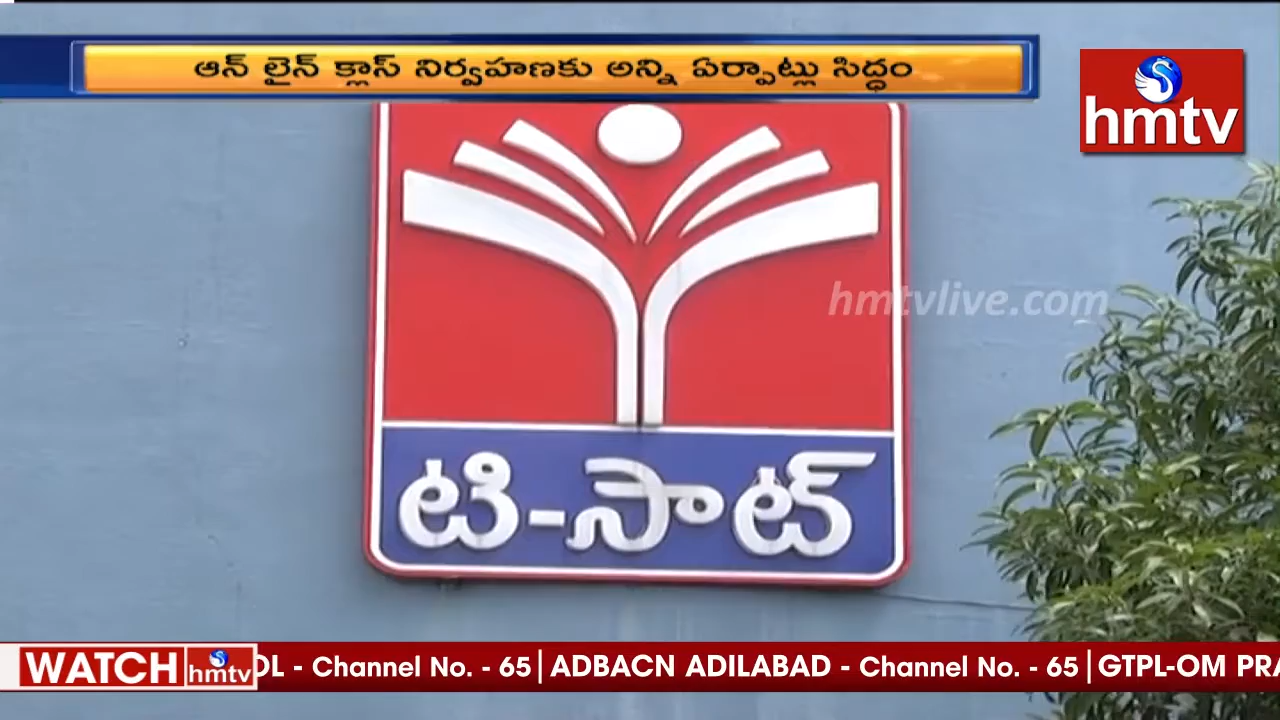 ఆన్ లైన్ క్లాస్ నిర్వహణకు అన్ని ఏర్పాట్లు సిద్ధం
hmtv
hmtvlive.com
టి-సాట్
WATCH hmtv OL - Channel No. - 65 | ADBACN ADILABAD - Channel No. - 65 | GTPL-OM PRA